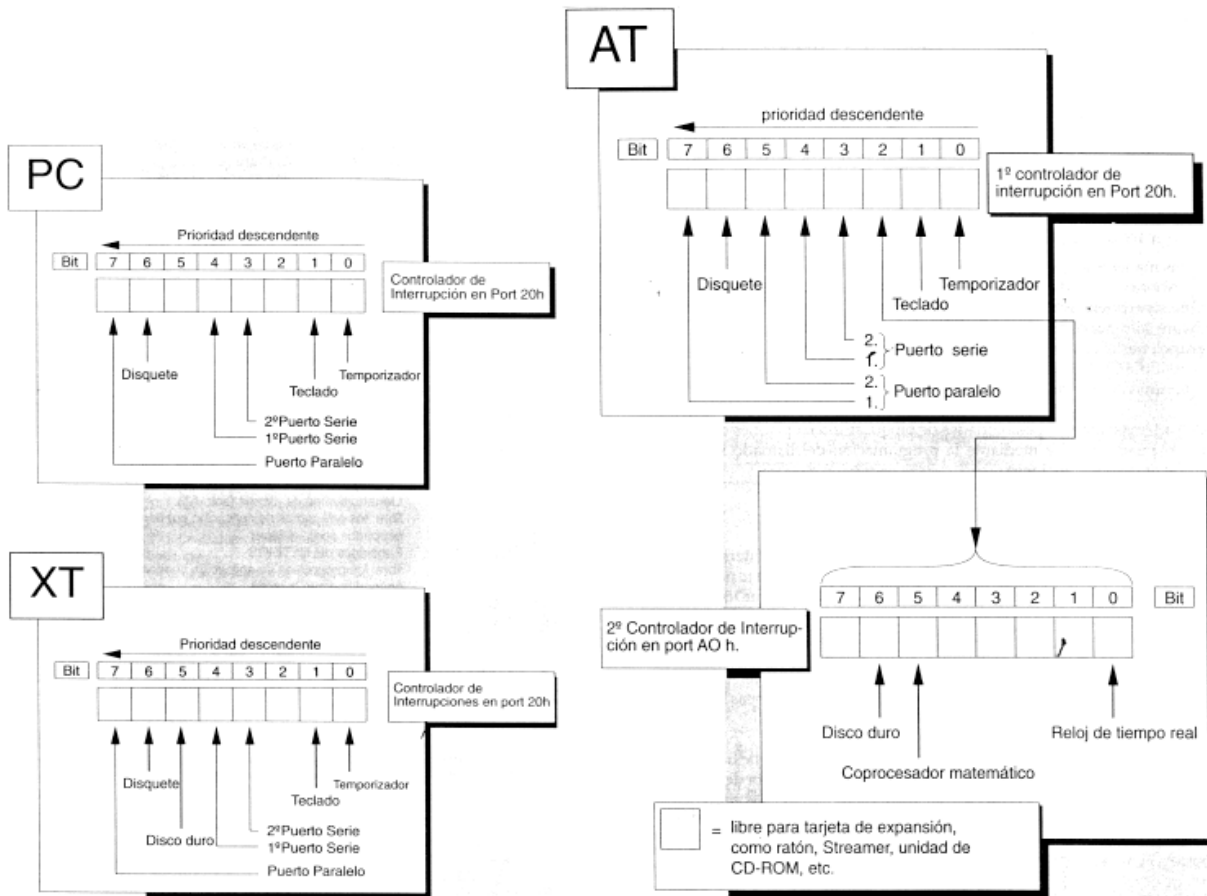 PC
Prioridad descendente
Bit 7 6 5 4 3 2 1 0
Controlador de
Interrupción en Port 20h
Disquete
Teclado
Temporizador
2ºPuerto Serie
1ºPuerto Serie
Puerto Paralelo
XT
Prioridad descendente
Bit 7 6 5 4 3 2 1 0
Controlador de
Interrupciones en port 20h
Disquete
Teclado
Temporizador
Disco duro
2ºPuerto Serie
1ºPuerto Serie
Puerto Paralelo
AT
prioridad descendente
Bit 7 6 5 4 3 2 1 0
1º controlador de
interrupción en Port 20h.
Disquete
Teclado
Temporizador
2.
1.
Puerto serie
2.
1.
Puerto paralelo
7 6 5 4 3 2 1 0 Bit
2º Controlador de Interrup-
ción en port AO h.
Disco duro
Reloj de tiempo real
Coprocesador matemático
= libre para tarjeta de expansión,
como ratón, Streamer, unidad de
CD-ROM, etc.